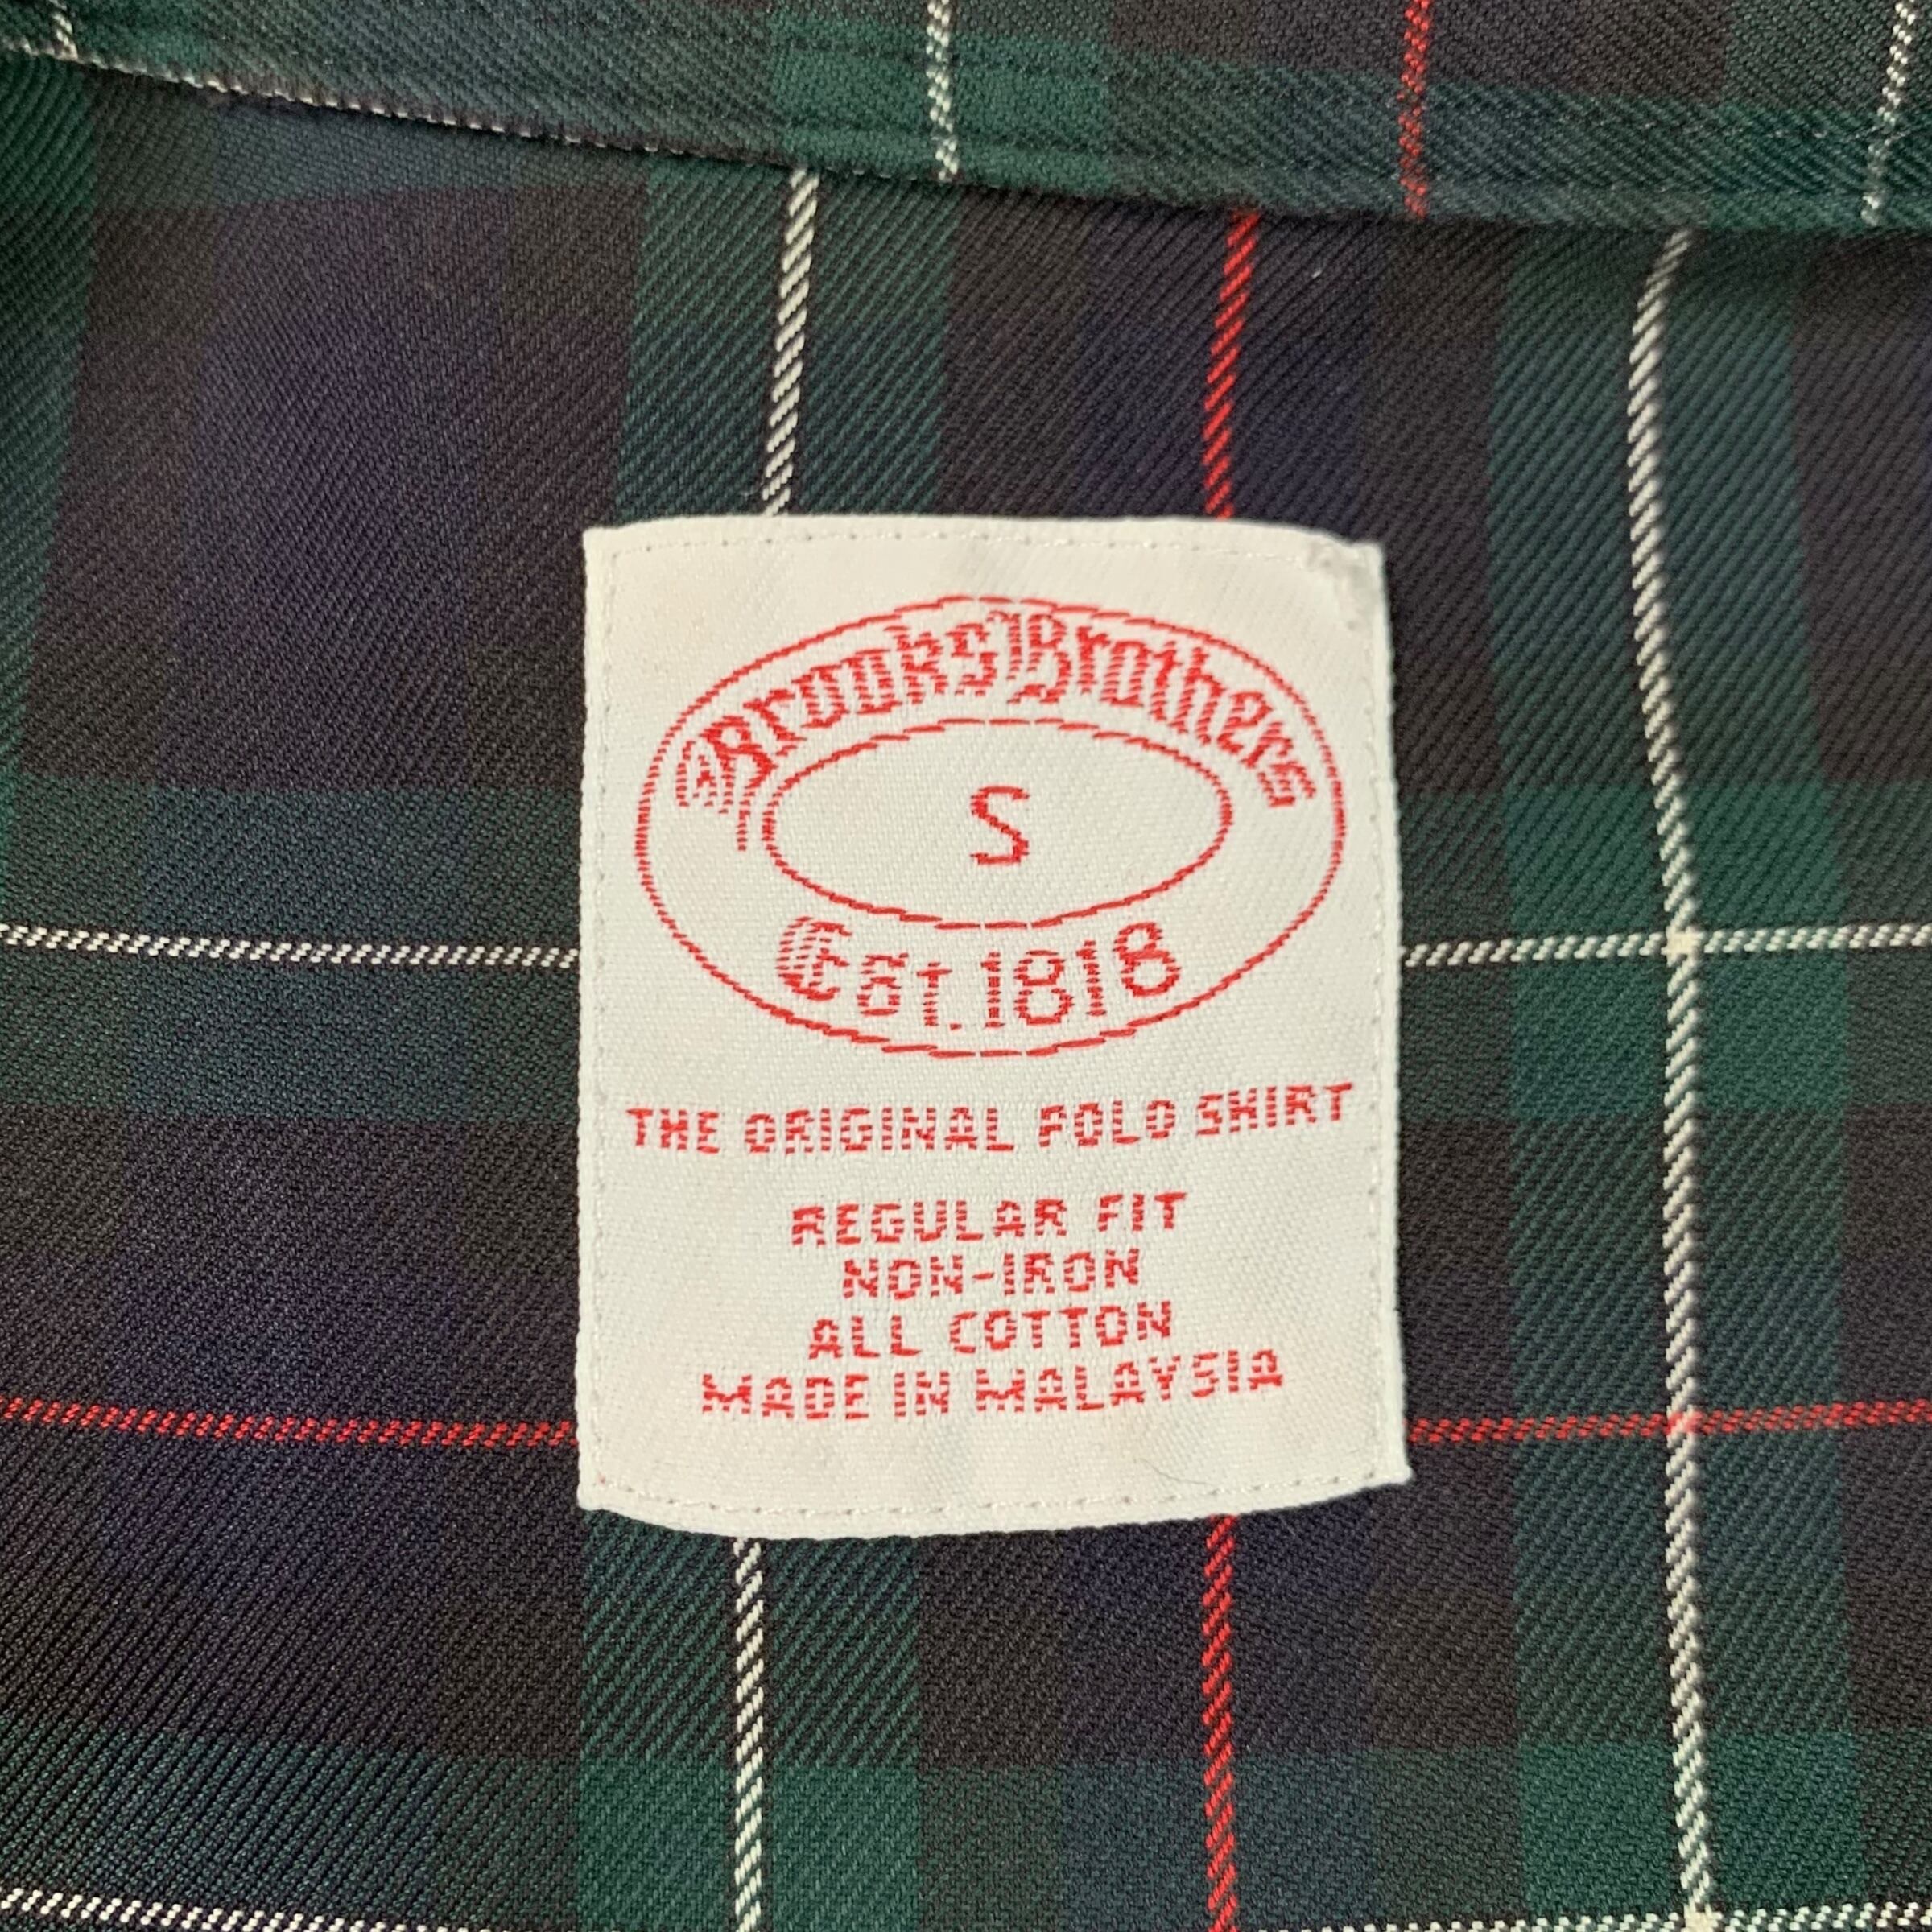 Brooks Brothers
S
Est. 1818
THE ORIGINAL POLO SHIRT
REGULAR FIT
NON-IRON
ALL COTTON
MADE IN MALAYSIA